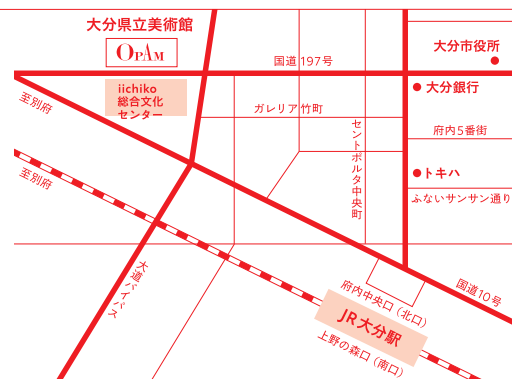 大分県立美術館
OPAM
大分市役所
国道197号
iichiko
総合文化
センター
大分銀行
至別府
ガレリア竹町
セントポルタ中央町
府内5番街
トキハ
至別府
ふないサンサン通り
大道バイパス
府内中央口（北口）
国道10号
JR大分駅
上野の森口（南口）